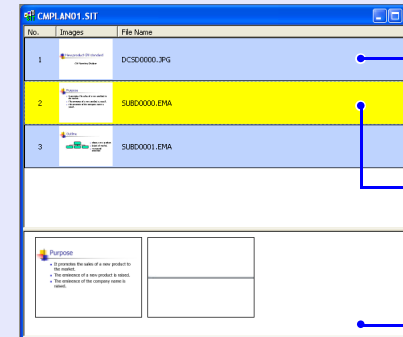 CMPLAN01.SIT
No. Images File Name
1 DCSD0000.JPG
Purpose
2 SUBD0000.EMA
Outline
3 SUBD0001.EMA
Purpose
It promotes the sales of a new product to
the market.
The eminence of a new product is raised.
The eminence of the company name is
raised.